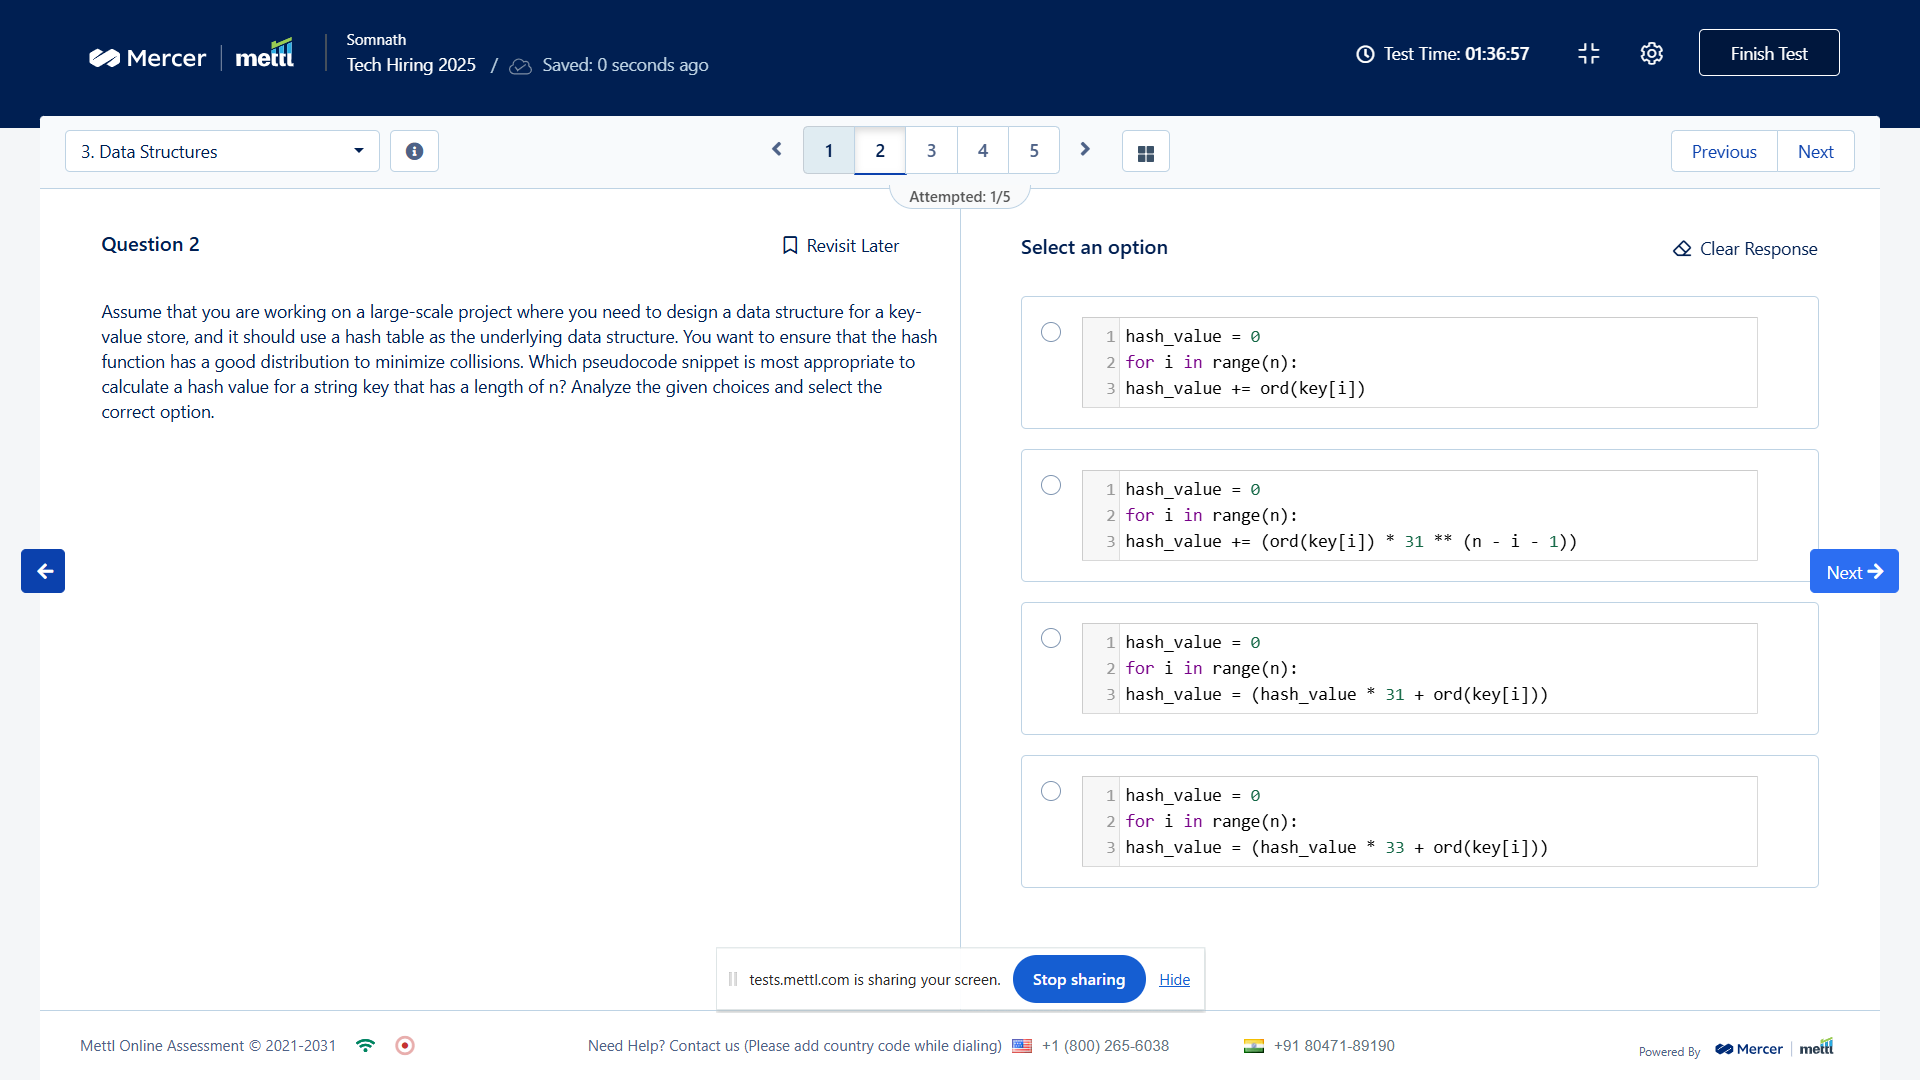 Mercer mettl
Somnath
Tech Hiring 2025 / Saved: 0 seconds ago
Test Time: 01:36:57
Finish Test
3. Data Structures
1 2 3 4 5
Previous Next
Attempted: 1/5
Question 2
Revisit Later
Assume that you are working on a large-scale project where you need to design a data structure for a key-
value store, and it should use a hash table as the underlying data structure. You want to ensure that the hash
function has a good distribution to minimize collisions. Which pseudocode snippet is most appropriate to
calculate a hash value for a string key that has a length of n? Analyze the given choices and select the
correct option.
Select an option
Clear Response
1 hash_value = 0
2 for i in range(n):
3 hash_value += ord(key[i])
1 hash_value = 0
2 for i in range(n):
3 hash_value += (ord(key[i]) * 31 ** (n - i - 1))
1 hash_value = 0
2 for i in range(n):
3 hash_value = (hash_value * 31 + ord(key[i]))
1 hash_value = 0
2 for i in range(n):
3 hash_value = (hash_value * 33 + ord(key[i]))
Next
tests.mettl.com is sharing your screen. Stop sharing Hide
Mettl Online Assessment © 2021-2031
Need Help? Contact us (Please add country code while dialing) +1 (800) 265-6038 +91 80471-89190
Powered By Mercer mettl